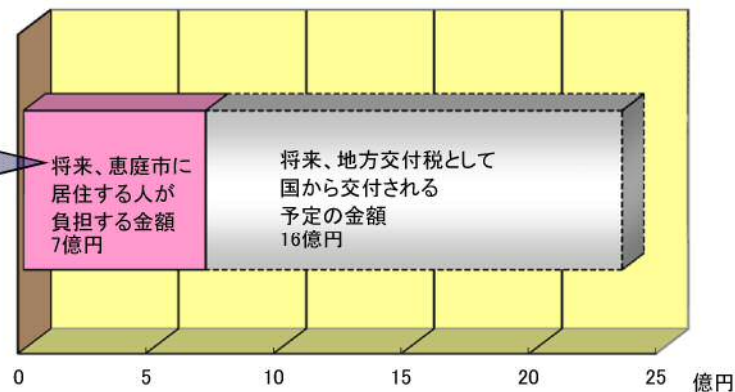 将来、恵庭市に
居住する人が
負担する金額
7億円
将来、地方交付税として
国から交付される
予定の金額
16億円
0 5 10 15 20 25 億円